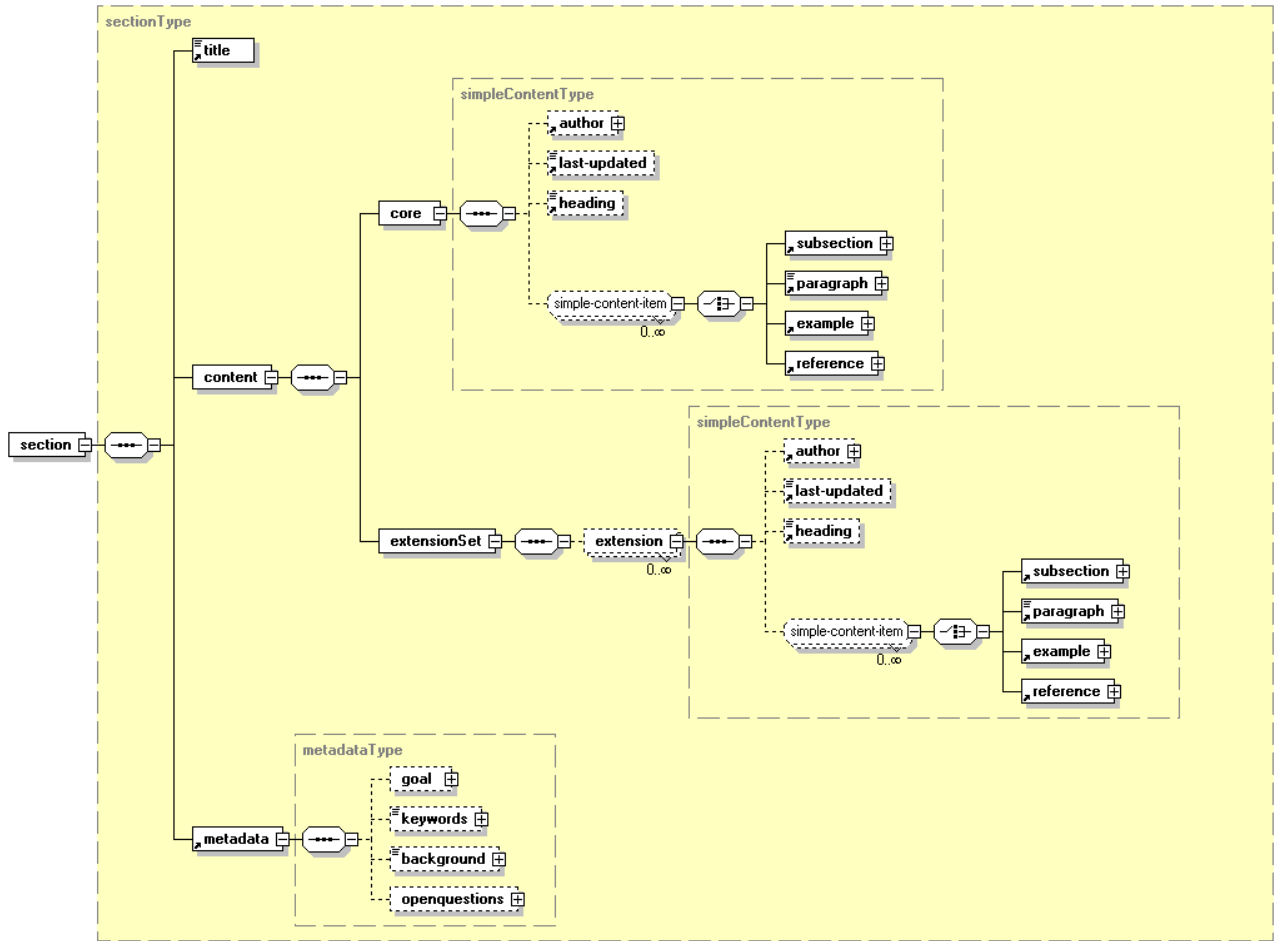 sectionType
title
simpleContentType
author
last-updated
heading
core
subsection
paragraph
simple-content-item
0..∞
example
reference
content
simpleContentType
section
author
last-updated
heading
extensionSet
extension
0..∞
subsection
paragraph
simple-content-item
0..∞
example
reference
metadataType
goal
keywords
metadata
background
openquestions